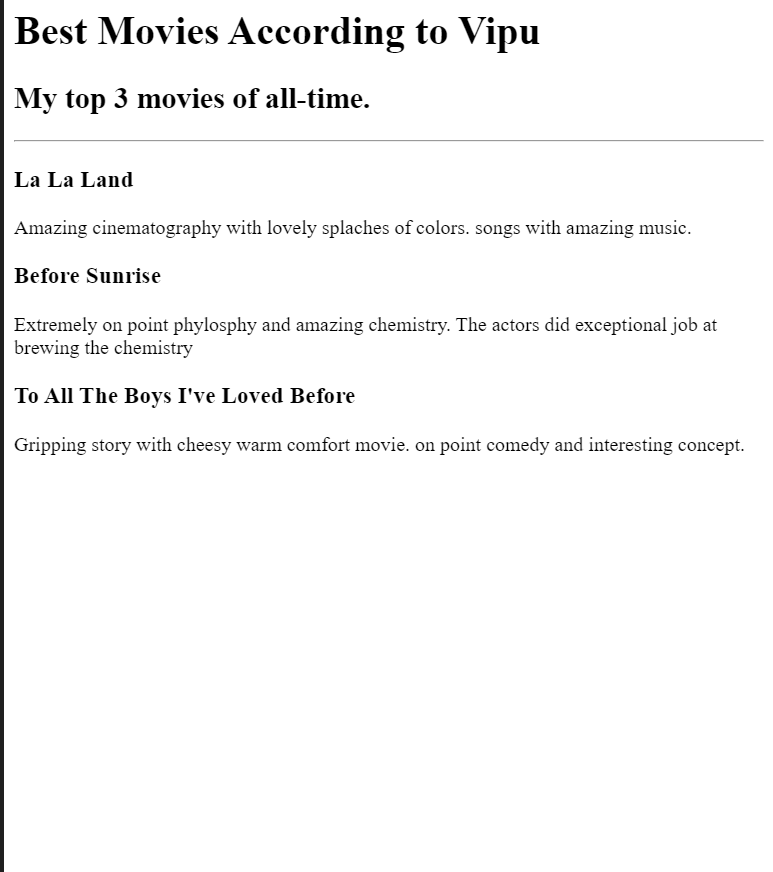 Best Movies According to Vipu
My top 3 movies of all-time.
La La Land
Amazing cinematography with lovely splaches of colors. songs with amazing music.
Before Sunrise
Extremely on point phylosphy and amazing chemistry. The actors did exceptional job at
brewing the chemistry
To All The Boys I've Loved Before
Gripping story with cheesy warm comfort movie. on point comedy and interesting concept.